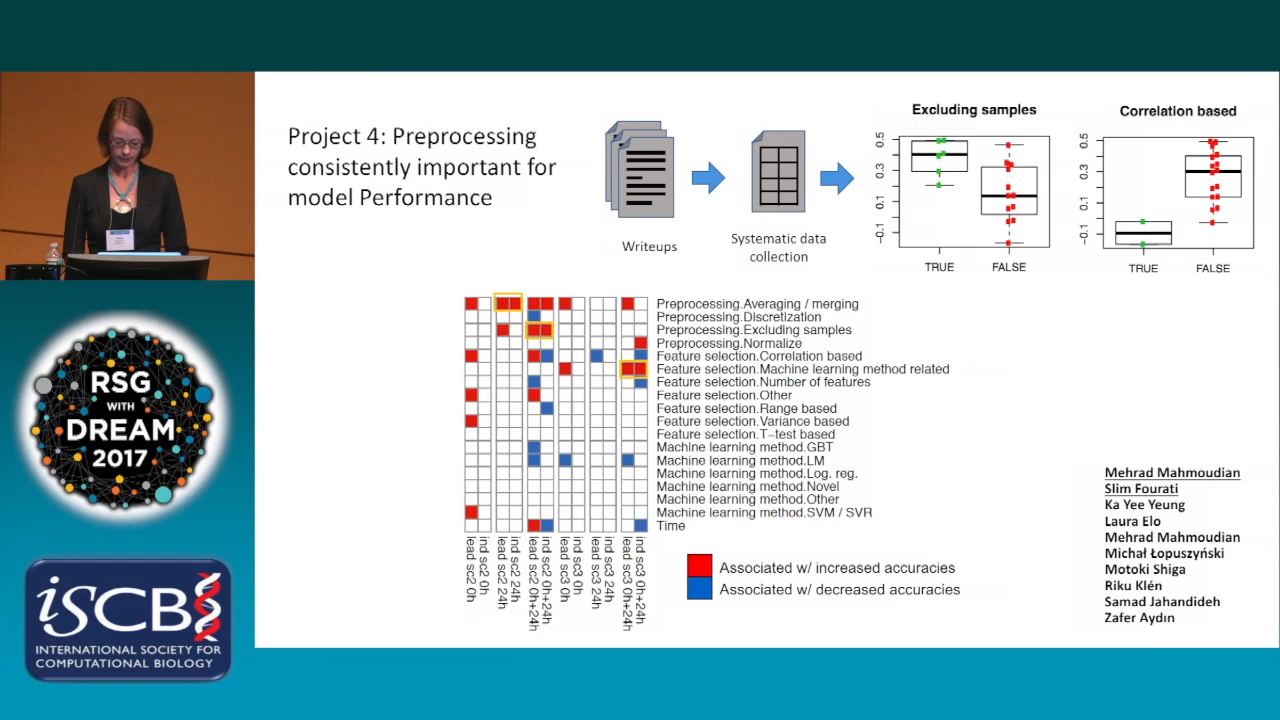 Project 4: Preprocessing
consistently important for
model Performance
Writeups
Systematic data
collection
Excluding samples
0.5
0.3
0.1
−0.1
TRUE
FALSE
Correlation based
0.5
0.3
0.1
−0.1
TRUE
FALSE
Preprocessing.Averaging / merging
Preprocessing.Discretization
Preprocessing.Excluding samples
Preprocessing.Normalize
Feature selection.Correlation based
Feature selection.Machine learning method related
Feature selection.Number of features
Feature selection.Other
Feature selection.Range based
Feature selection.Variance based
Feature selection.T−test based
Machine learning method.GBT
Machine learning method.LM
Machine learning method.Log. reg.
Machine learning method.Novel
Machine learning method.Other
Machine learning method.SVM / SVR
Time
lead sc2 0h
ind sc2 0h
lead sc2 24h
ind sc2 24h
lead sc2 0h+24h
ind sc2 0h+24h
lead sc3 0h
ind sc3 0h
lead sc3 24h
ind sc3 24h
lead sc3 0h+24h
ind sc3 0h+24h
Associated w/ increased accuracies
Associated w/ decreased accuracies
Mehrad Mahmoudian
Slim Fourati
Ka Yee Yeung
Laura Elo
Mehrad Mahmoudian
Michał Łopuszyński
Motoki Shiga
Riku Klén
Samad Jahandideh
Zafer Aydın
RSG
WITH
DREAM
2017
iSCB
INTERNATIONAL SOCIETY FOR
COMPUTATIONAL BIOLOGY